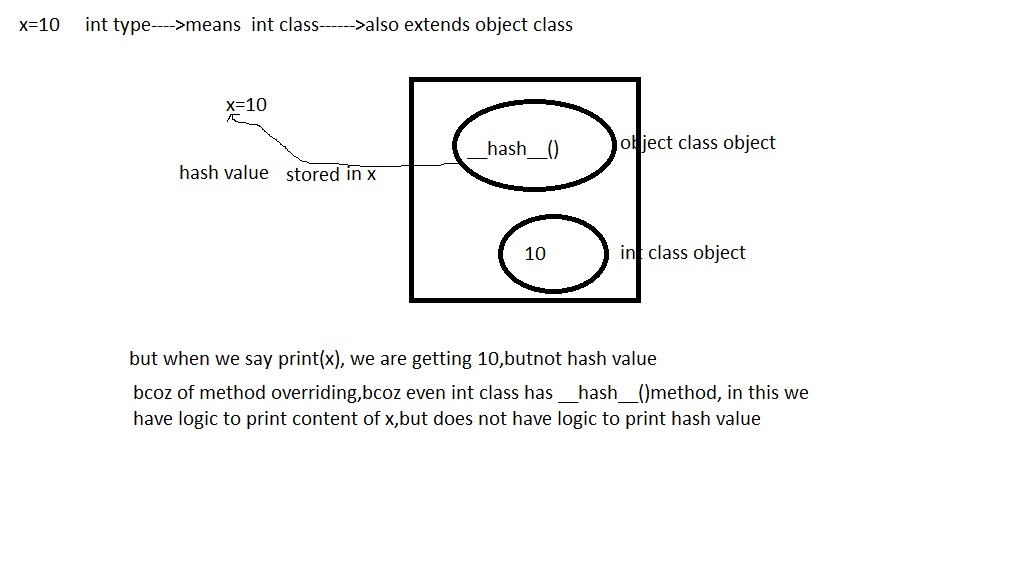 x=10 int type---->means int class------>also extends object class
x=10
__hash__() object class object
hash value stored in x
10 int class object
but when we say print(x), we are getting 10,butnot hash value
bcoz of method overriding,bcoz even int class has __hash__()method, in this we
have logic to print content of x,but does not have logic to print hash value